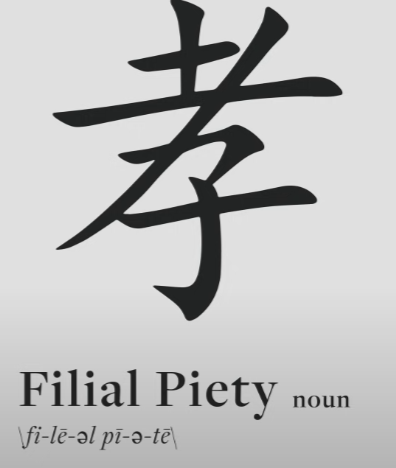 孝
Filial Piety noun
\fi-lē-əl pī-ə-tē\